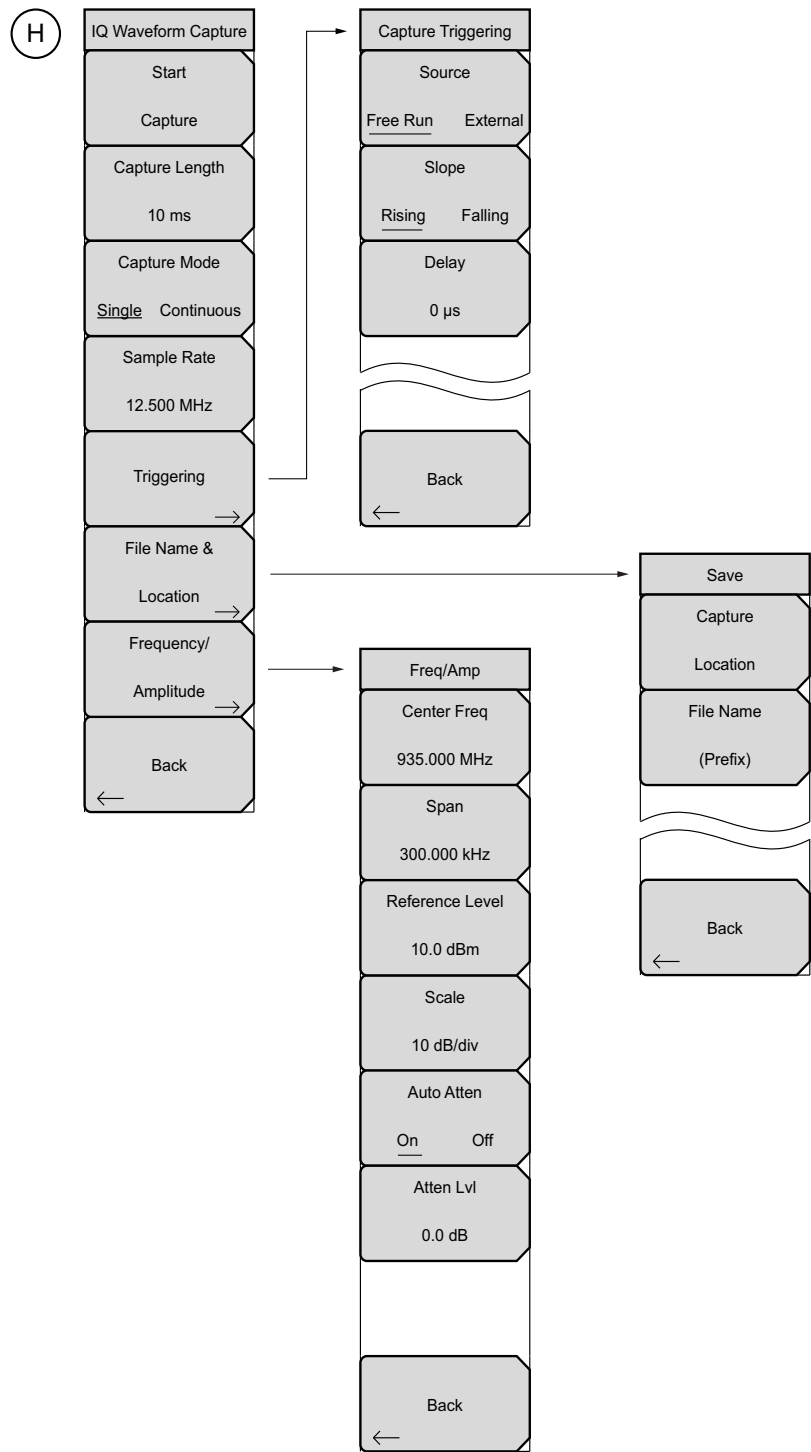 H
IQ Waveform Capture
Start
Capture
Capture Length
10 ms
Capture Mode
Single Continuous
Sample Rate
12.500 MHz
Triggering
File Name &
Location
Frequency/
Amplitude
Back
Capture Triggering
Source
Free Run External
Slope
Rising Falling
Delay
0 µs
Back
Freq/Amp
Center Freq
935.000 MHz
Span
300.000 kHz
Reference Level
10.0 dBm
Scale
10 dB/div
Auto Atten
On Off
Atten Lvl
0.0 dB
Back
Save
Capture
Location
File Name
(Prefix)
Back